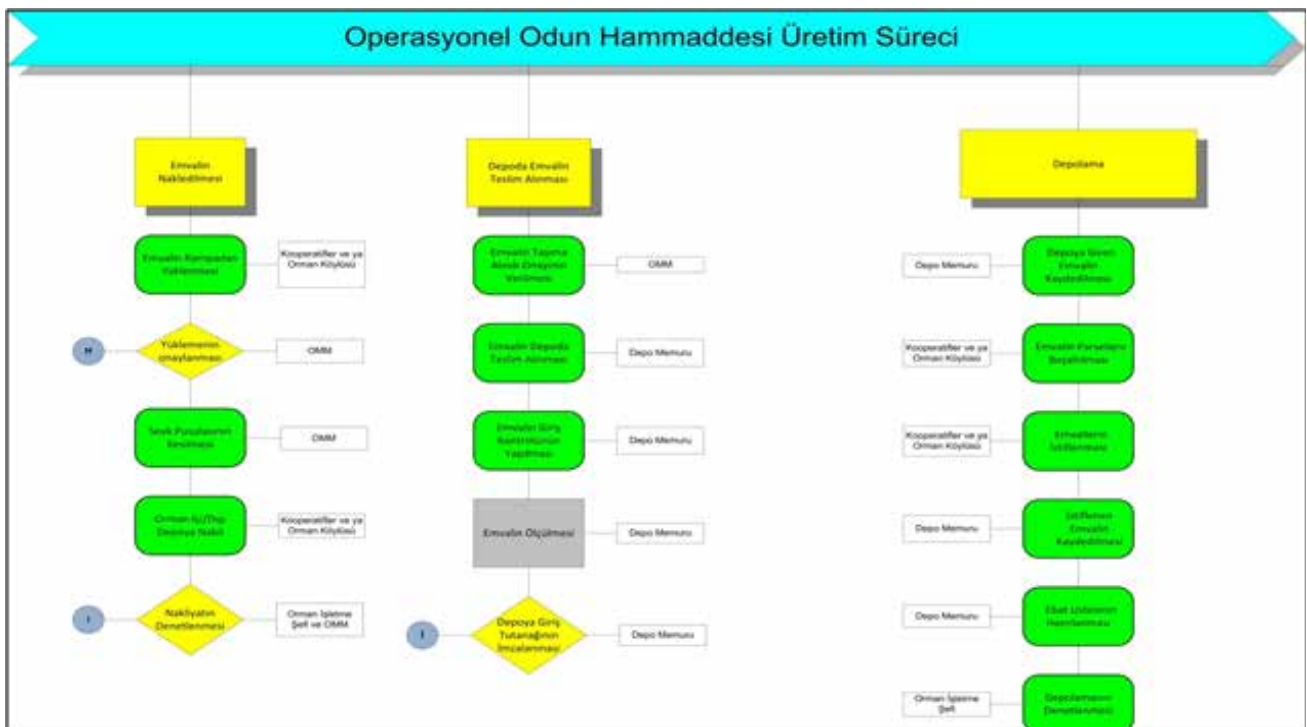 Operasyonel Odun Hammaddesi Üretim Süreci
Emvalin
Nakledilmesi
Emvalin Rampadan
Yüklenmesi
Kooperatifler ve ya
Orman Köylüsü
H
Yüklemenin
onaylanması
OMM
Sevk Pusulasının
Kesilmesi
OMM
Orman İçi/Dışı
Depoya Nakli
Kooperatifler ve ya
Orman Köylüsü
I
Nakliyatın
Denetlenmesi
Orman İşletme
Şefi ve OMM
Depoda Emvalin
Teslim Alınması
Emvalin Taşıma
Verilmesi
OMM
Emvalin Depoda
Teslim Alınması
Depo Memuru
Emvalin Giriş
Kontrolünün
Yapılması
Depo Memuru
Emvalin Ölçülmesi
Depo Memuru
Depoya Giriş
Tutanağının
İmzalanması
Depo Memuru
Depolama
Depoya Giren
Emvalin
Kaydedilmesi
Depo Memuru
Emvalin Parsellere
Boşaltılması
Kooperatifler ve ya
Orman Köylüsü
Emvallerin
İstiflenmesi
Kooperatifler ve ya
Orman Köylüsü
İstiflenen
Emvalin
Kaydedilmesi
Depo Memuru
Ebat Listesinin
Hazırlanması
Depo Memuru
Depolamanın
Denetlenmesi
Orman İşletme
Şefi